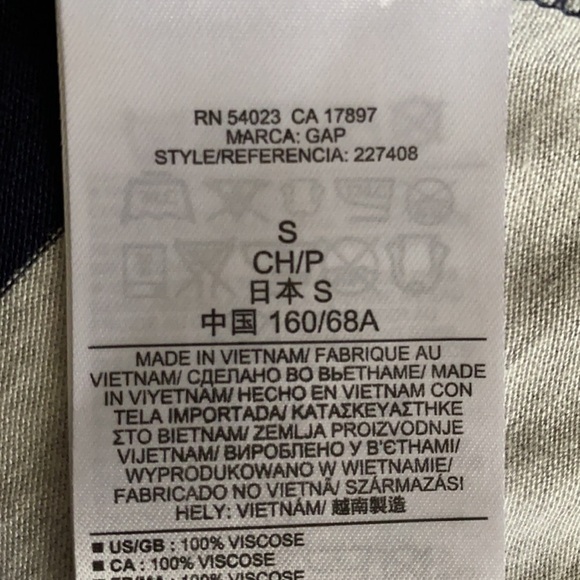 RN 54023 CA 17897
MARCA: GAP
STYLE/REFERENCIA: 227408
S
CH/P
日本 S
中国 160/68A
MADE IN VIETNAM/ FABRIQUE AU
VIETNAM/ СДЕЛАНО ВО ВЬЕТНАМЕ/ MADE
IN VIYETNAM/ HECHO EN VIETNAM CON
TELA IMPORTADA/ ΚΑΤΑΣΚΕΥΑΣΤΗΚΕ
ΣΤΟ ΒΙΕΤΝΑΜ/ ZEMLJA PROIZVODNJE
VIJETNAM/ ВИРОБЛЕНО У В'ЄТНАМІ/
WYPRODUKOWANO W WIETNAMIE/
FABRICADO NO VIETNÃ/ SZÁRMAZÁSI
HELY: VIETNÁM/ 越南製造
■ US/GB : 100% VISCOSE
■ CA : 100% VISCOSE
100% VISCOSE